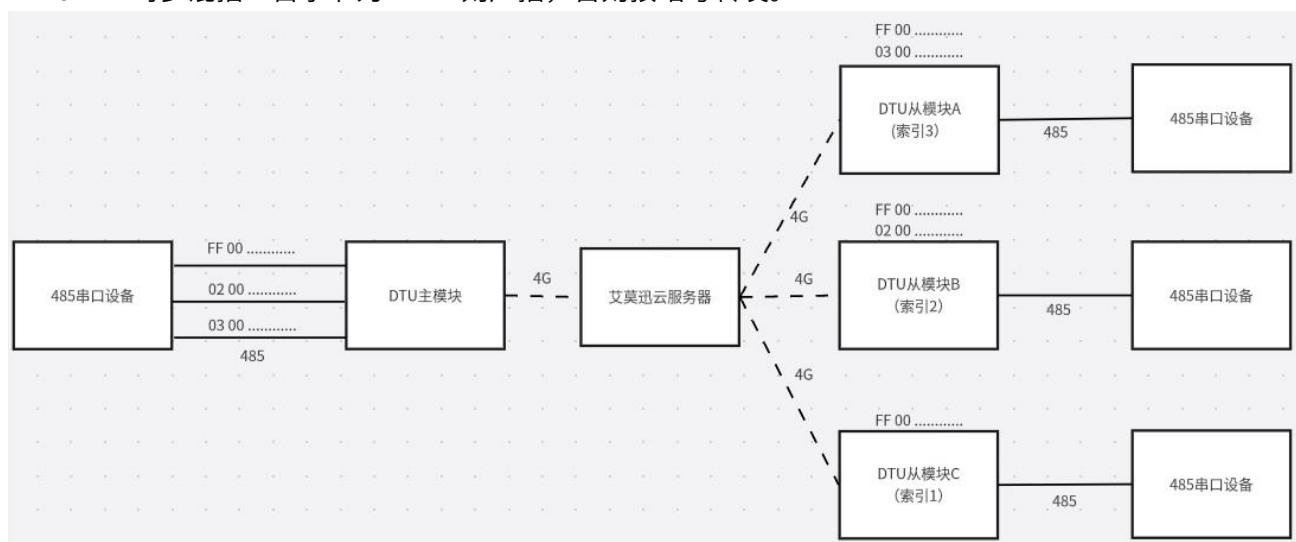 FF 00 ............
03 00 ............
DTU从模块A
(索引3)
485
485串口设备
4G
FF 00 ............
02 00 ............
485串口设备
FF 00 ............
02 00 ............
03 00 ............
485
DTU主模块
4G
艾莫迅云服务器
4G
DTU从模块B
（索引2）
485
485串口设备
4G
FF 00 ............
DTU从模块C
（索引1）
485
485串口设备